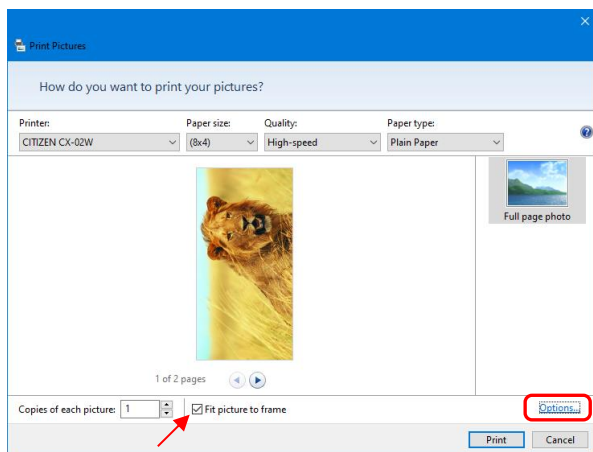 Print Pictures
How do you want to print your pictures?
Printer: Paper size: Quality: Paper type:
CITIZEN CX-02W (8x4) High-speed Plain Paper
Full page photo
1 of 2 pages
Copies of each picture: 1 Fit picture to frame Options...
Print Cancel